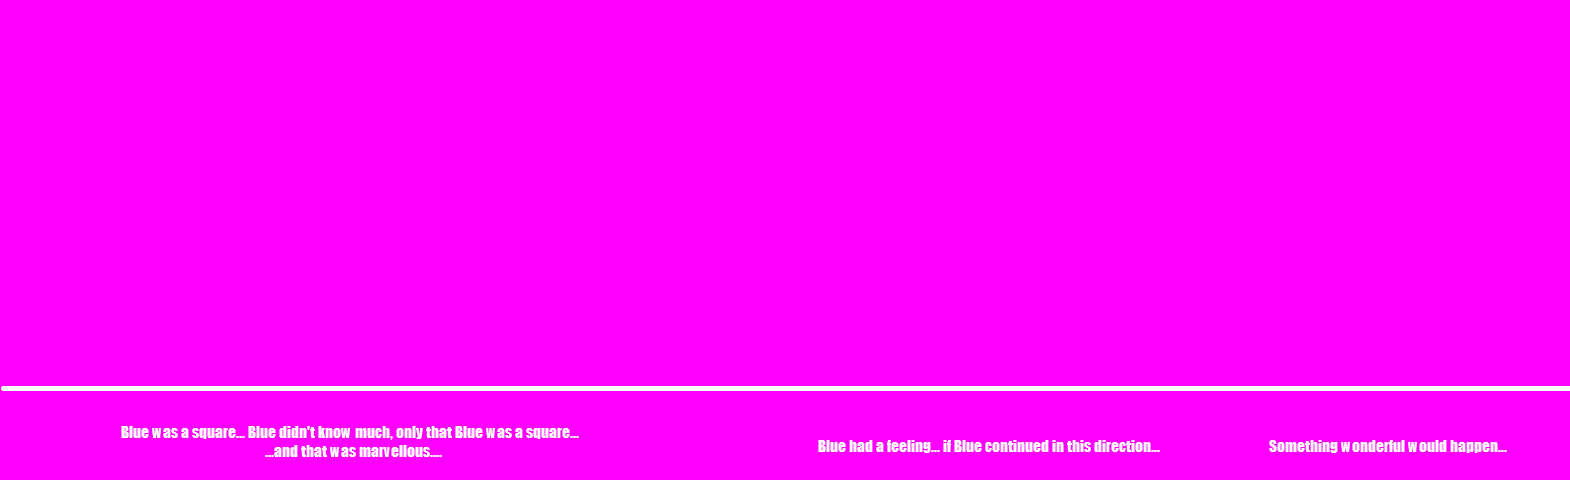 Blue was a square... Blue didn't know much, only that Blue was a square...
...and that was marvellous....
Blue had a feeling... if Blue continued in this direction...
Something wonderful would happen...